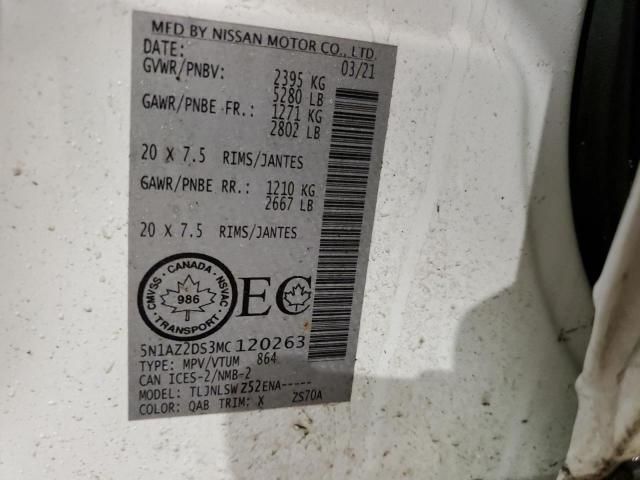 MFD BY NISSAN MOTOR CO., LTD.
DATE: 03/21
GVWR/PNBV: 2395 KG
5280 LB
GAWR/PNBE FR.: 1271 KG
2802 LB
20 X 7.5 RIMS/JANTES
GAWR/PNBE RR.: 1210 KG
2667 LB
20 X 7.5 RIMS/JANTES
CMVSS · CANADA · NSVAC
986
TRANSPORT
EC
5N1AZ2DS3MC120263
TYPE: MPV/VTUM 864
CAN ICES-2/NMB-2
MODEL: TLJNLSW Z52ENA-----
COLOR: QAB TRIM: X ZS70A